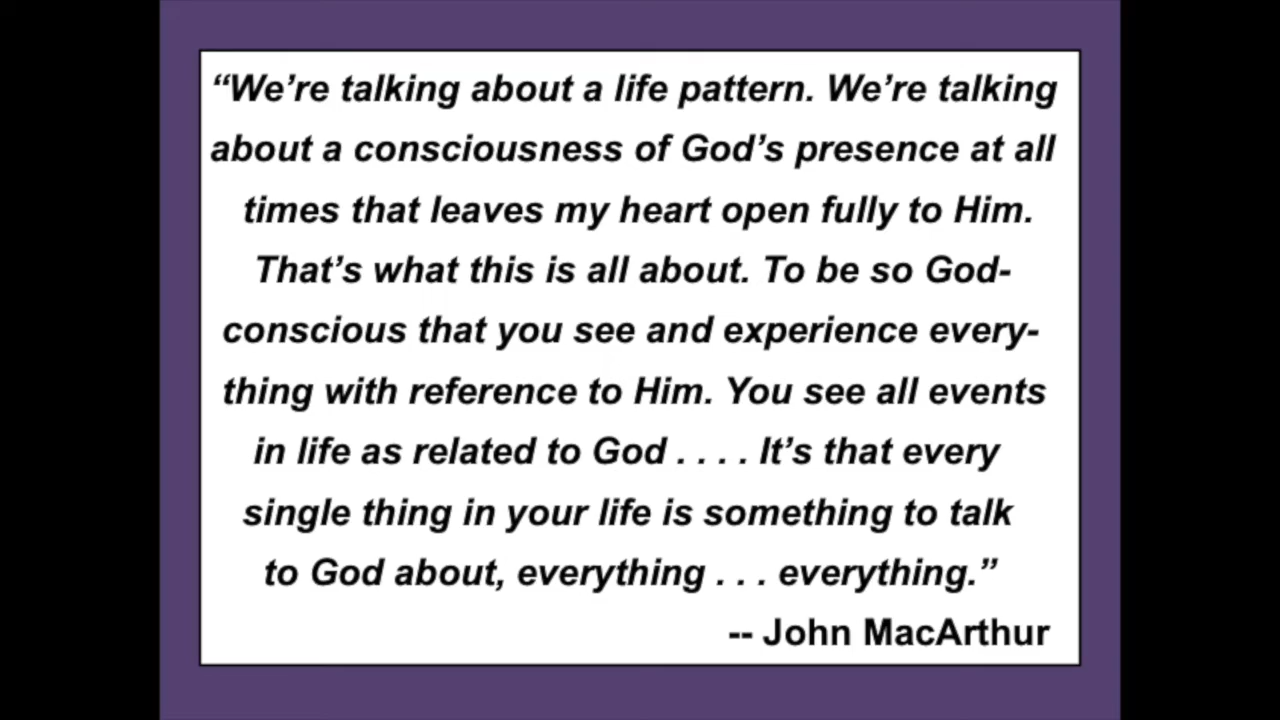 “We’re talking about a life pattern. We’re talking
about a consciousness of God’s presence at all
times that leaves my heart open fully to Him.
That’s what this is all about. To be so God-
conscious that you see and experience every-
thing with reference to Him. You see all events
in life as related to God . . . . It’s that every
single thing in your life is something to talk
to God about, everything . . . everything.”
-- John MacArthur